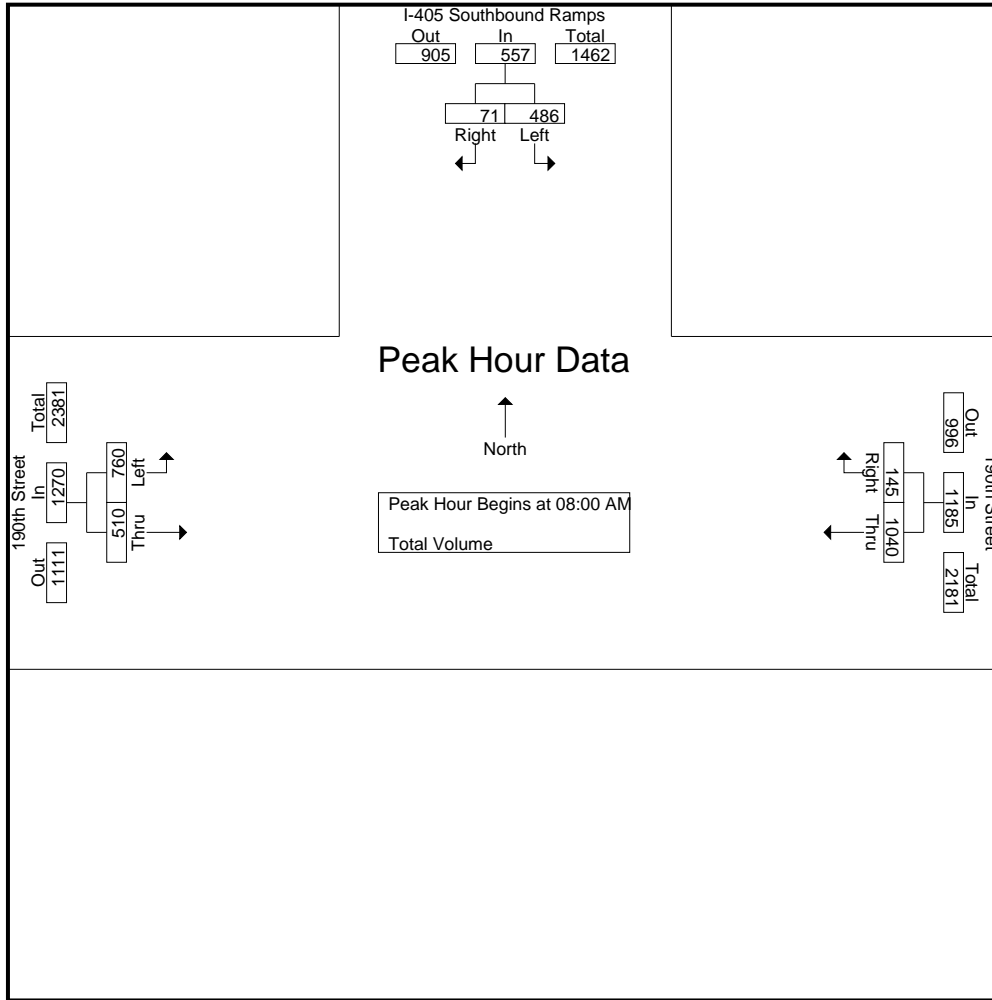 I-405 Southbound Ramps
Out In Total
905 557 1462
71 486
Right Left
Peak Hour Data
North
Peak Hour Begins at 08:00 AM
Total Volume
190th Street
Out In Total
1111 1270 2381
510 760
Thru Left
190th Street
Out In Total
996 1185 2181
145 1040
Right Thru